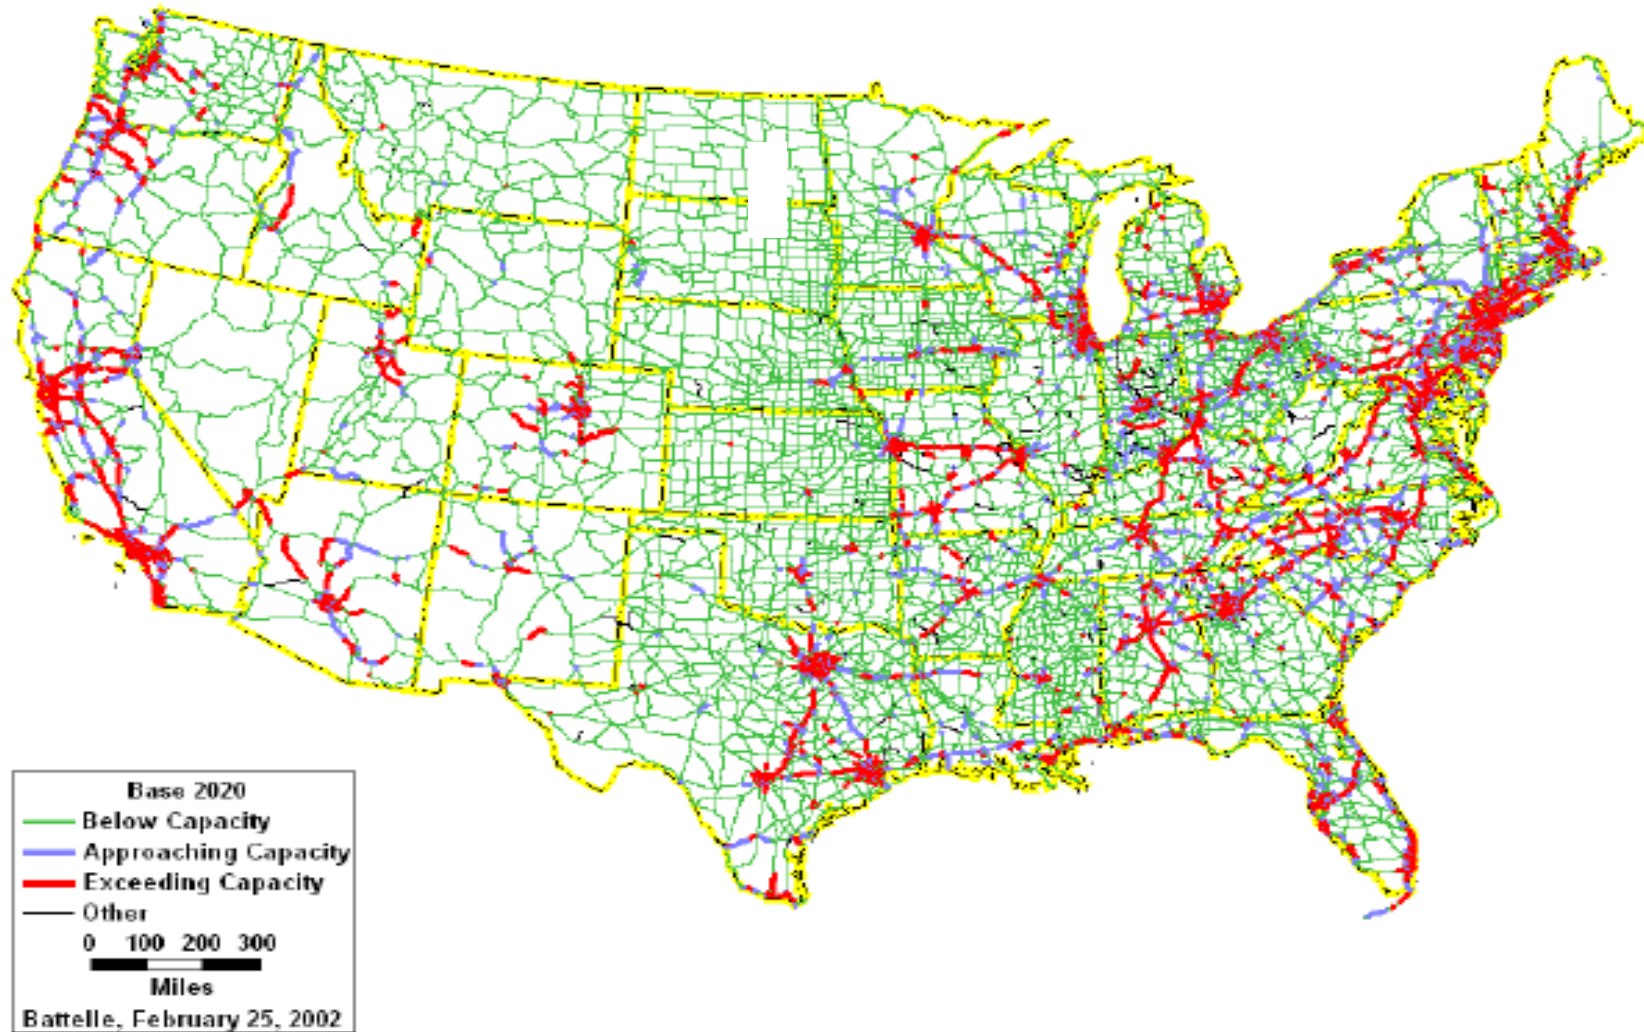 Base 2020
Below Capacity
Approaching Capacity
Exceeding Capacity
Other
0 100 200 300
Miles
Battelle, February 25, 2002